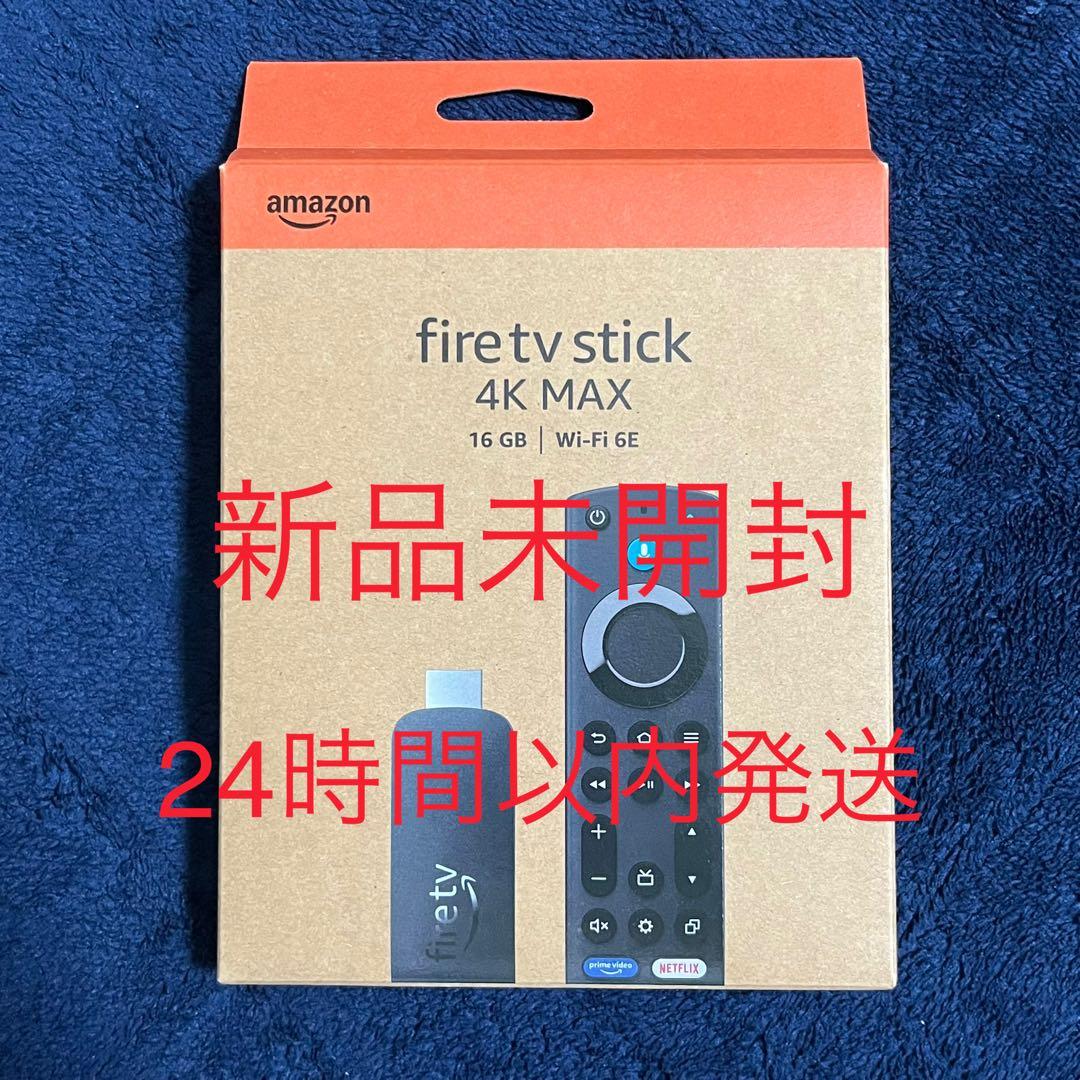 amazon
fire tv stick
4K MAX
16 GB | Wi-Fi 6E
新品未開封
24時間以内発送
fire tv
prime video
NETFLIX